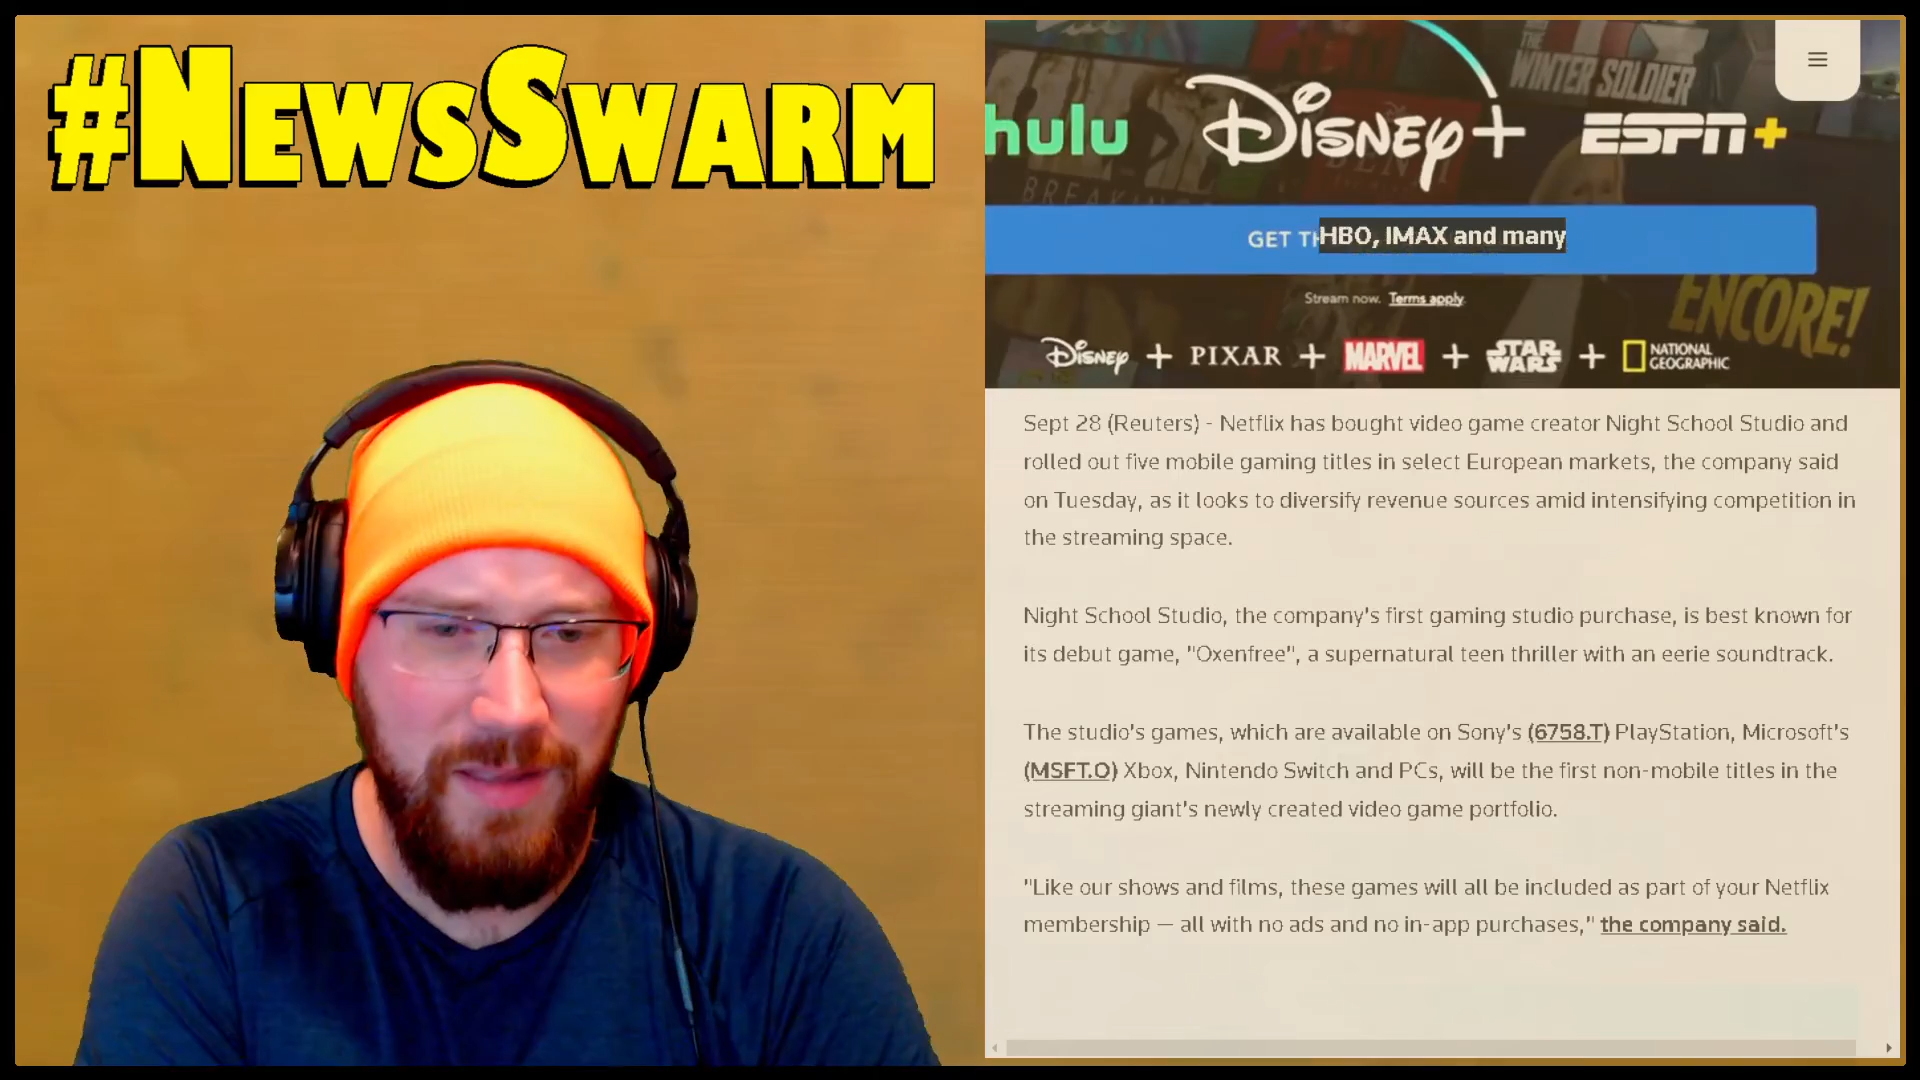 #NEWSSWARM
THE
WINTER SOLDIER
hulu
Disney+
ESPN+
BREAKING
GET TH
HBO, IMAX and many
Stream now. Terms apply.
ENCORE!
Disney + PIXAR + MARVEL + STAR WARS + NATIONAL GEOGRAPHIC
Sept 28 (Reuters) - Netflix has bought video game creator Night School Studio and
rolled out five mobile gaming titles in select European markets, the company said
on Tuesday, as it looks to diversify revenue sources amid intensifying competition in
the streaming space.
Night School Studio, the company's first gaming studio purchase, is best known for
its debut game, "Oxenfree", a supernatural teen thriller with an eerie soundtrack.
The studio's games, which are available on Sony's (6758.T) PlayStation, Microsoft's
(MSFT.O) Xbox, Nintendo Switch and PCs, will be the first non-mobile titles in the
streaming giant's newly created video game portfolio.
"Like our shows and films, these games will all be included as part of your Netflix
membership — all with no ads and no in-app purchases," the company said.